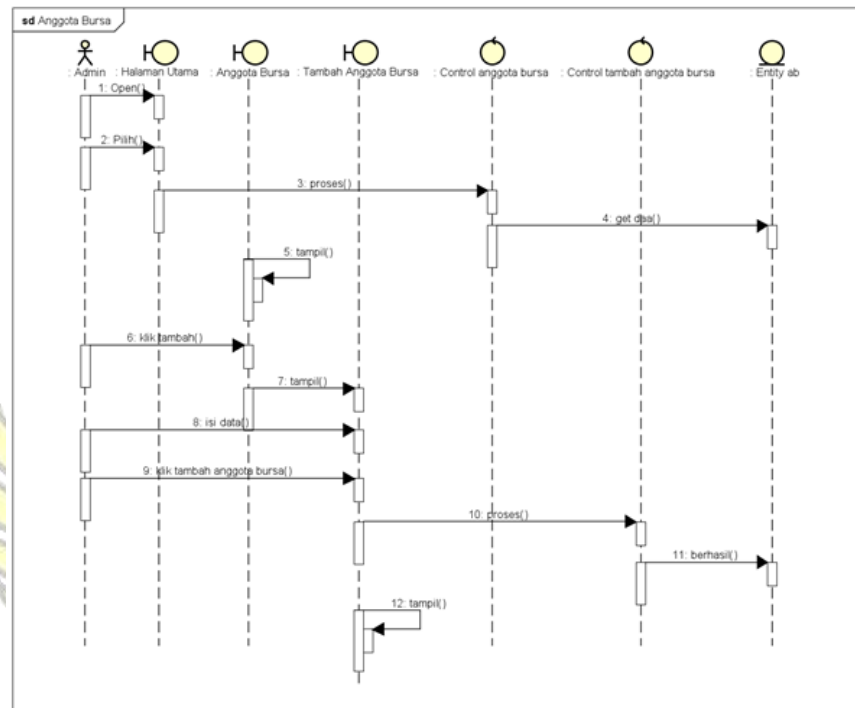 sd Anggota Bursa
: Admin
: Halaman Utama
: Anggota Bursa
: Tambah Anggota Bursa
: Control anggota bursa
: Control tambah anggota bursa
: Entity ab
1: Open()
2: Pilih()
3: proses()
4: get daa()
5: tampil()
6: klik tambah()
7: tampil()
8: isi data()
9: klik tambah anggota bursa()
10: proses()
11: berhasil()
12: tampil()